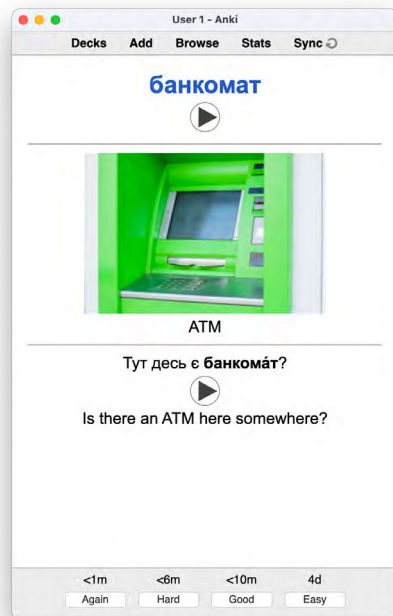 User 1 - Anki
Decks Add Browse Stats Sync
банкомат
ATM
Тут десь є банкома́т?
Is there an ATM here somewhere?
<1m <6m <10m 4d
Again Hard Good Easy